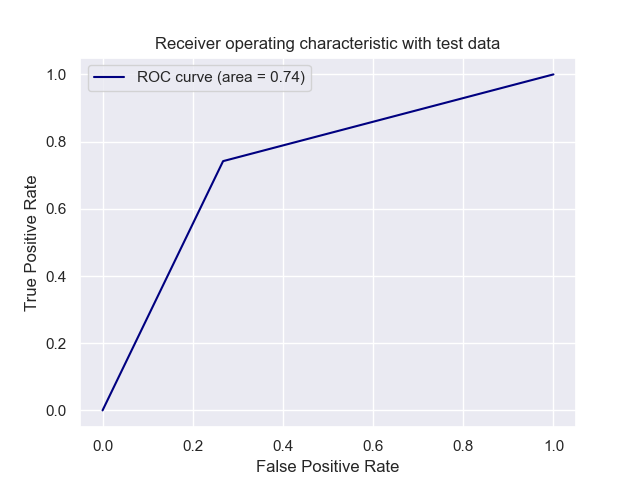 Receiver operating characteristic with test data
ROC curve (area = 0.74)
1.0
0.8
0.6
0.4
0.2
0.0
True Positive Rate
0.0 0.2 0.4 0.6 0.8 1.0
False Positive Rate